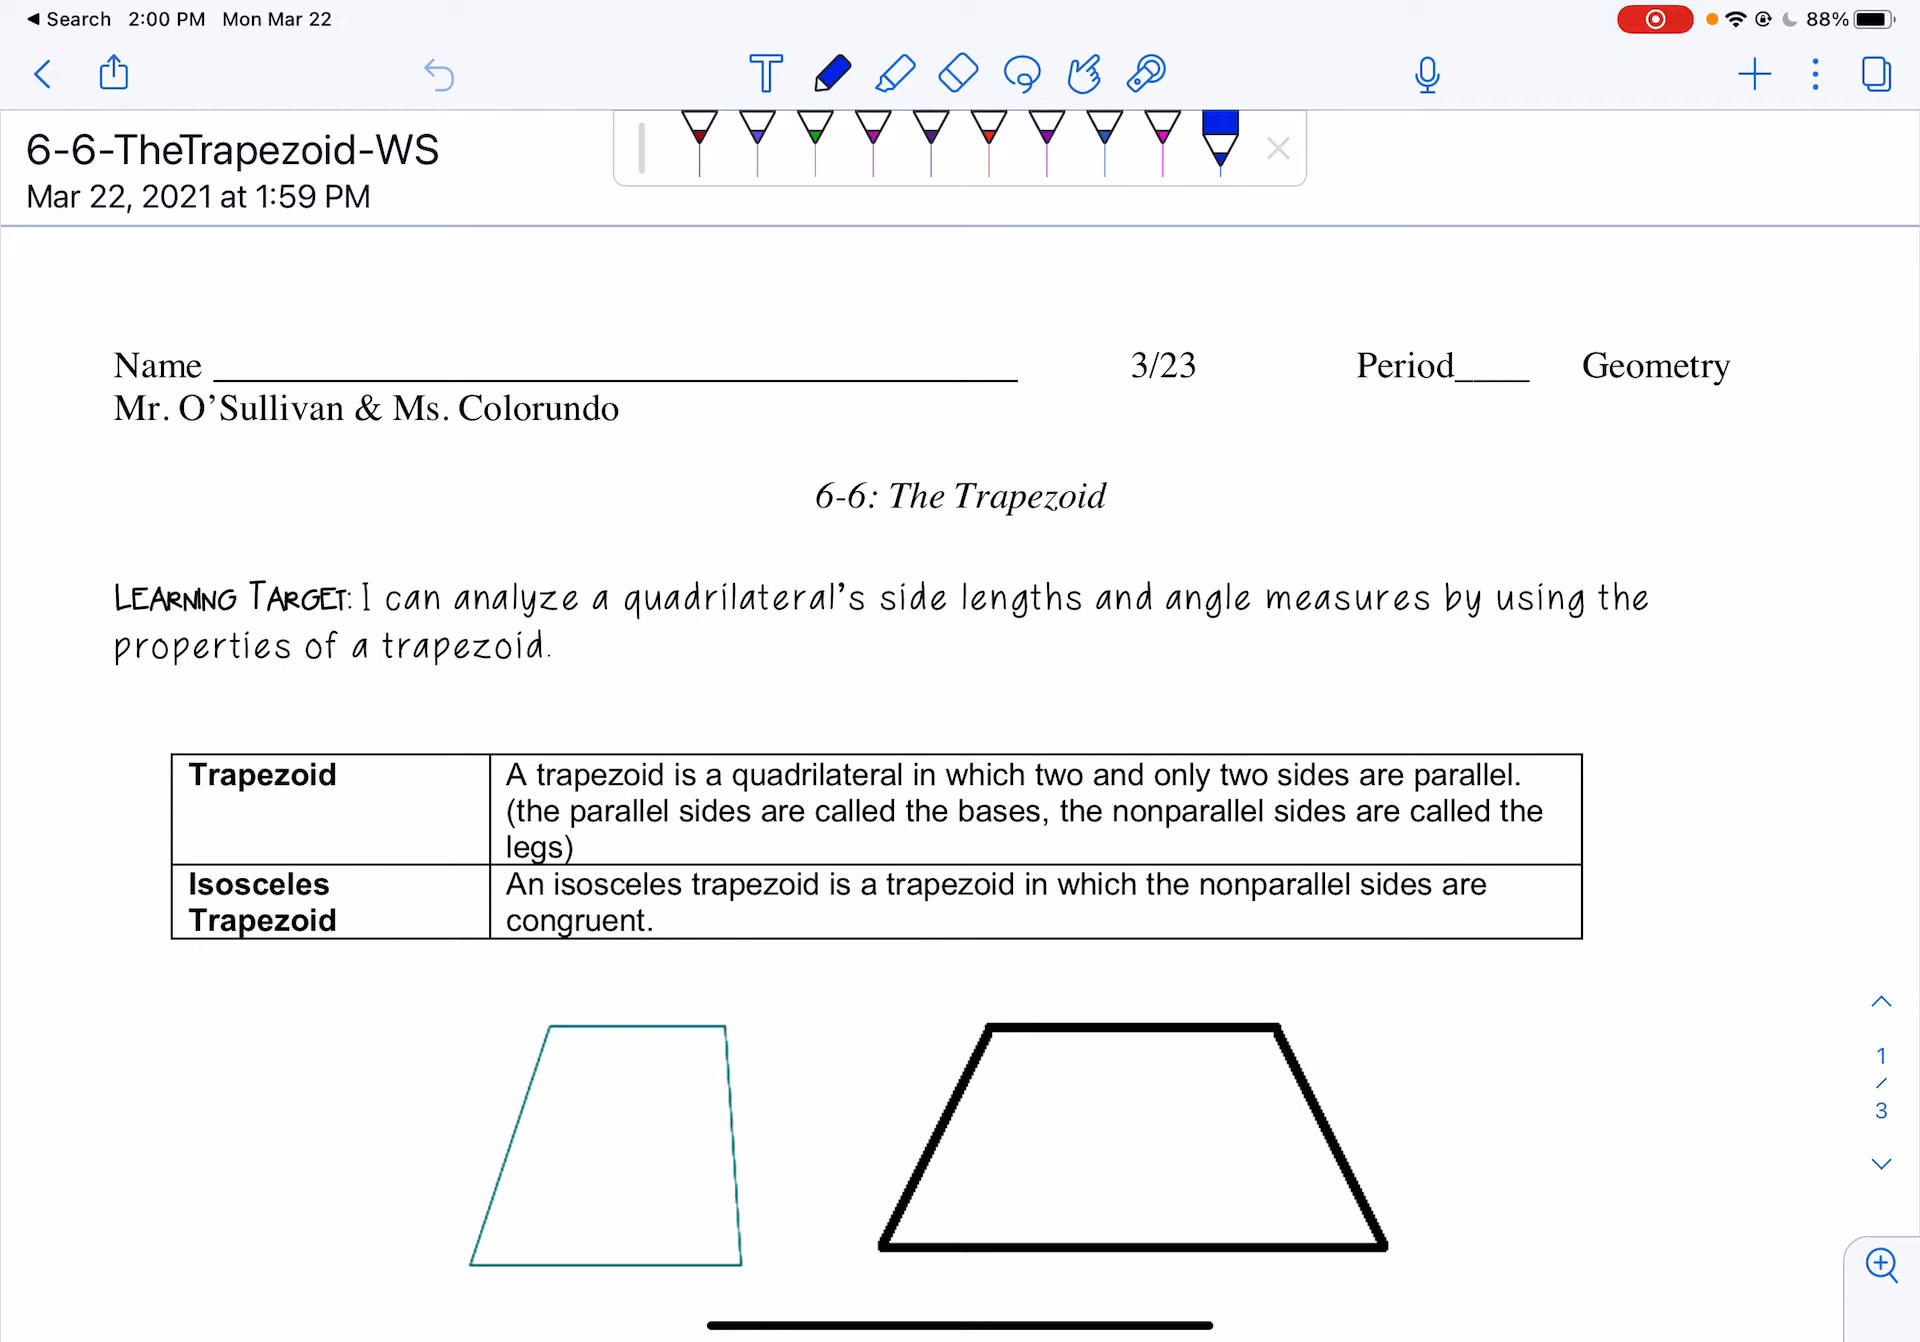 ◀ Search 2:00 PM Mon Mar 22
88%
6-6-TheTrapezoid-WS
Mar 22, 2021 at 1:59 PM
Name ____________ 3/23 Period____ Geometry
Mr. O’Sullivan & Ms. Colorundo
6-6: The Trapezoid
LEARNING TARGET: I can analyze a quadrilateral’s side lengths and angle measures by using the
properties of a trapezoid.
Trapezoid
A trapezoid is a quadrilateral in which two and only two sides are parallel.
(the parallel sides are called the bases, the nonparallel sides are called the
legs)
Isosceles
Trapezoid
An isosceles trapezoid is a trapezoid in which the nonparallel sides are
congruent.
1
/
3